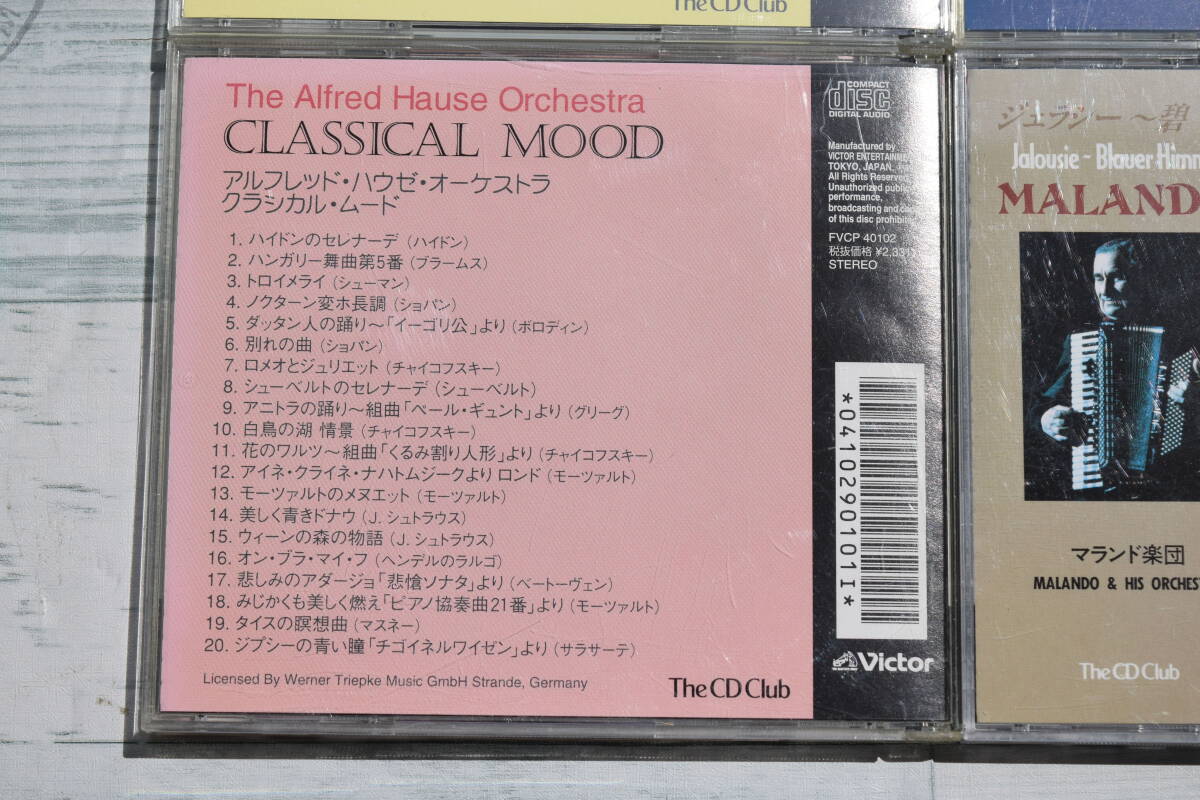 The CD Club
The Alfred Hause Orchestra
CLASSICAL MOOD
アルフレッド・ハウゼ・オーケストラ
クラシカル・ムード
1. ハイドンのセレナーデ（ハイドン）
2. ハンガリー舞曲第5番（ブラームス）
3. トロイメライ（シューマン）
4. ノクターン変ホ長調（ショパン）
5. ダッタン人の踊り〜「イーゴリ公」より（ボロディン）
6. 別れの曲（ショパン）
7. ロメオとジュリエット（チャイコフスキー）
8. シューベルトのセレナーデ（シューベルト）
9. アニトラの踊り〜組曲「ペール・ギュント」より（グリーグ）
10. 白鳥の湖 情景（チャイコフスキー）
11. 花のワルツ〜組曲「くるみ割り人形」より（チャイコフスキー）
12. アイネ・クライネ・ナハトムジークより ロンド（モーツァルト）
13. モーツァルトのメヌエット（モーツァルト）
14. 美しく青きドナウ（J. シュトラウス）
15. ウィーンの森の物語（J. シュトラウス）
16. オン・ブラ・マイ・フ（ヘンデルのラルゴ）
17. 悲しみのアダージョ「悲愴ソナタ」より（ベートーヴェン）
18. みじかくも美しく燃え「ピアノ協奏曲21番」より（モーツァルト）
19. タイスの瞑想曲（マスネー）
20. ジプシーの青い瞳「チゴイネルワイゼン」より（サラサーテ）
Licensed By Werner Triepke Music GmbH Strande, Germany
The CD Club
COMPACT
disc
DIGITAL AUDIO
Manufactured by
VICTOR
TOKYO, JAPAN.
All Rights Reserved
Unauthorized
performance,
broadcasting and
of this disc
FVCP 40102
税抜価格 ¥2,331
STEREO
*0410290101I*
Victor
ジェラシー〜碧
Jalousie - Blauer
MALANDO
マランド楽団
MALANDO & HIS
The CD Club